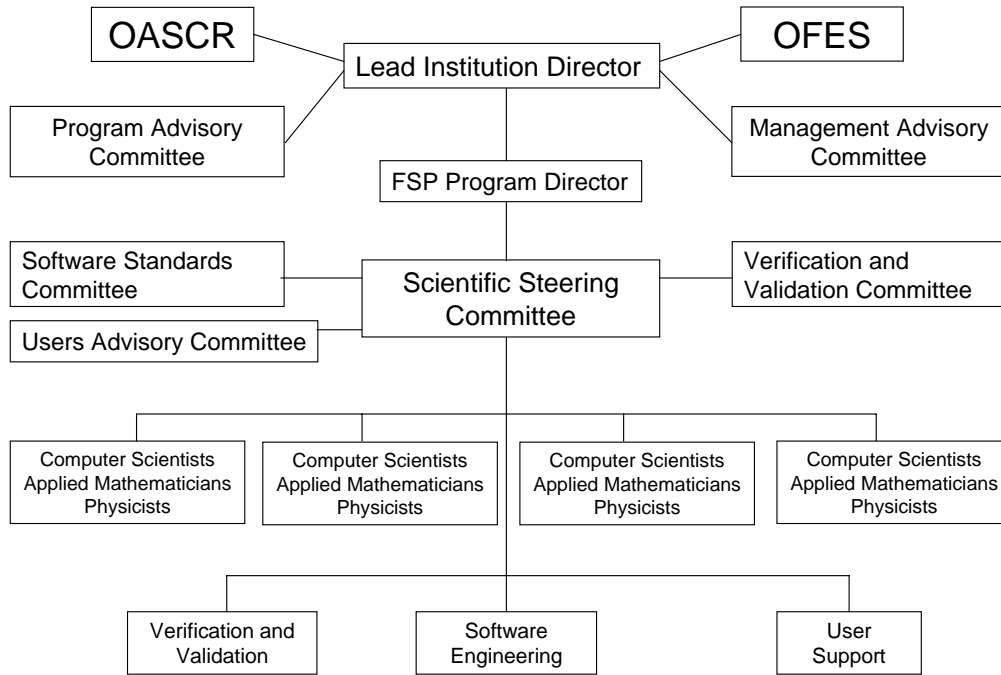 OASCR
OFES
Lead Institution Director
Program Advisory
Committee
Management Advisory
Committee
FSP Program Director
Software Standards
Committee
Scientific Steering
Committee
Verification and
Validation Committee
Users Advisory Committee
Computer Scientists
Applied Mathematicians
Physicists
Computer Scientists
Applied Mathematicians
Physicists
Computer Scientists
Applied Mathematicians
Physicists
Computer Scientists
Applied Mathematicians
Physicists
Verification and
Validation
Software
Engineering
User
Support